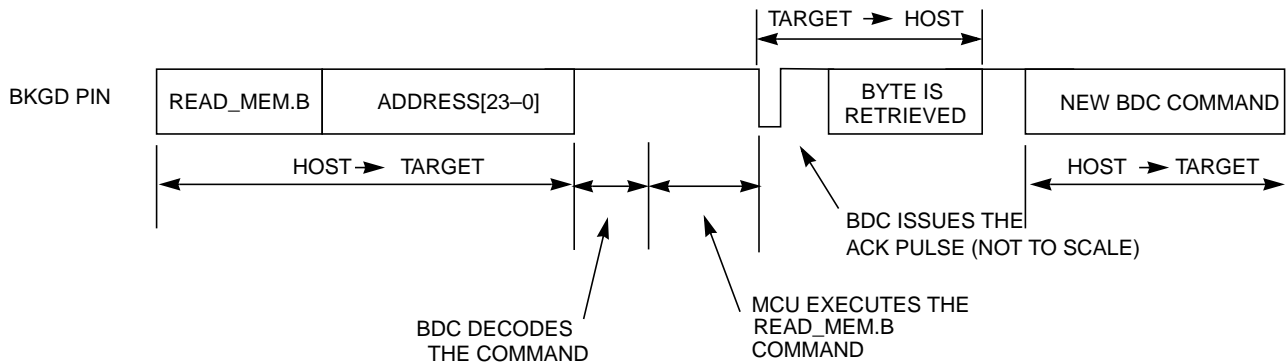 TARGET → HOST
BKGD PIN
READ_MEM.B
ADDRESS[23–0]
BYTE IS
RETRIEVED
NEW BDC COMMAND
HOST → TARGET
HOST → TARGET
BDC ISSUES THE
ACK PULSE (NOT TO SCALE)
BDC DECODES
THE COMMAND
MCU EXECUTES THE
READ_MEM.B
COMMAND